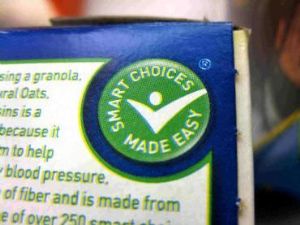 sing a granola,
ural Oats,
sins is a
because it
m to help
y blood pressure,
of fiber and is made from
e of over 250 smart
SMART CHOICES
MADE EASY
®